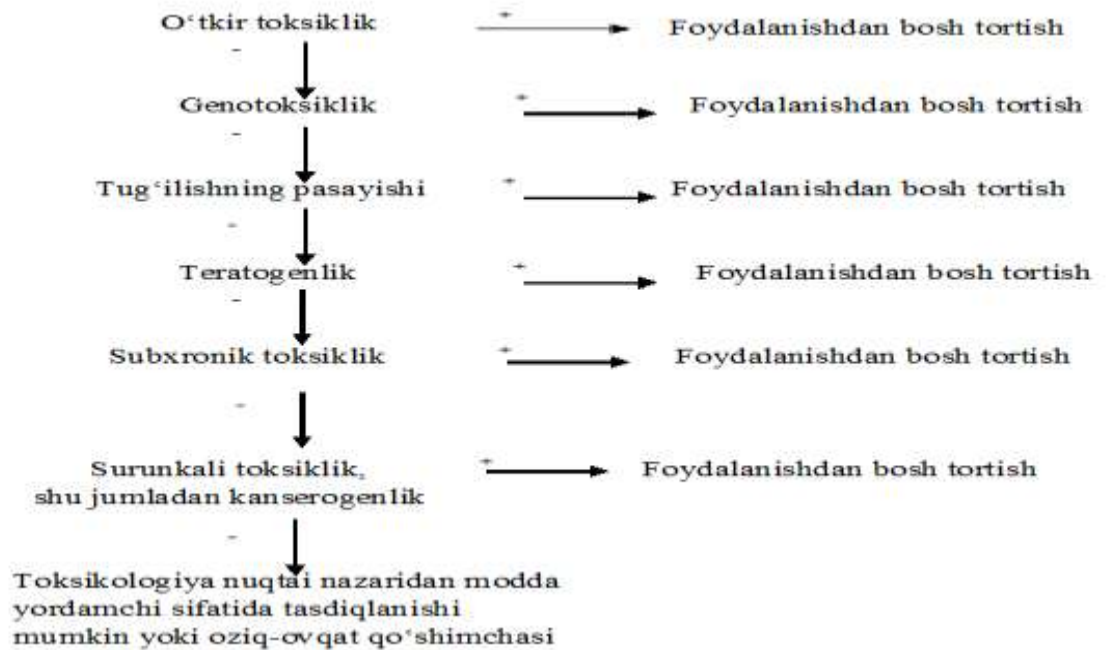 O‘tkir toksiklik + Foydalanishdan bosh tortish
-
Genotoksiklik + Foydalanishdan bosh tortish
-
Tug‘ilishning pasayishi + Foydalanishdan bosh tortish
-
Teratogenlik + Foydalanishdan bosh tortish
-
Subxronik toksiklik + Foydalanishdan bosh tortish
-
Surunkali toksiklik, + Foydalanishdan bosh tortish
shu jumladan kanserogenlik
-
Toksikologiya nuqtai nazaridan modda
yordamchi sifatida tasdiqlanishi
mumkin yoki oziq-ovqat qo‘shimchasi